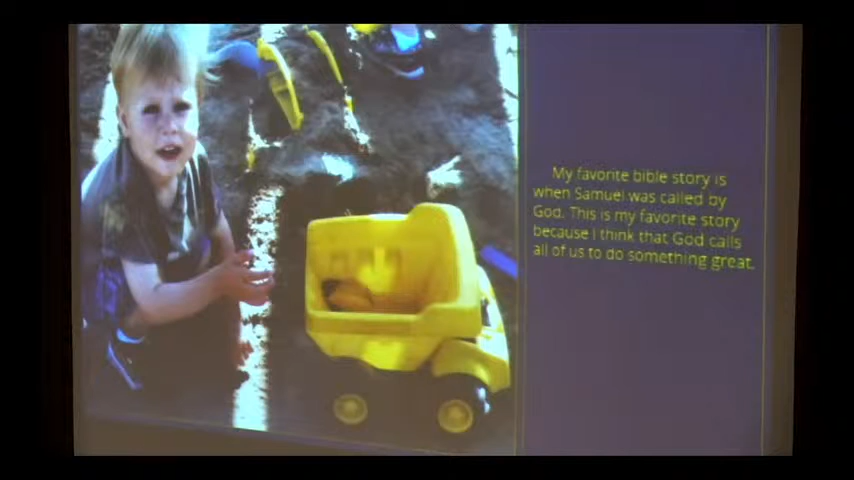 My favorite bible story is
when Samuel was called by
God. This is my favorite story
because I think that God calls
all of us to do something great.